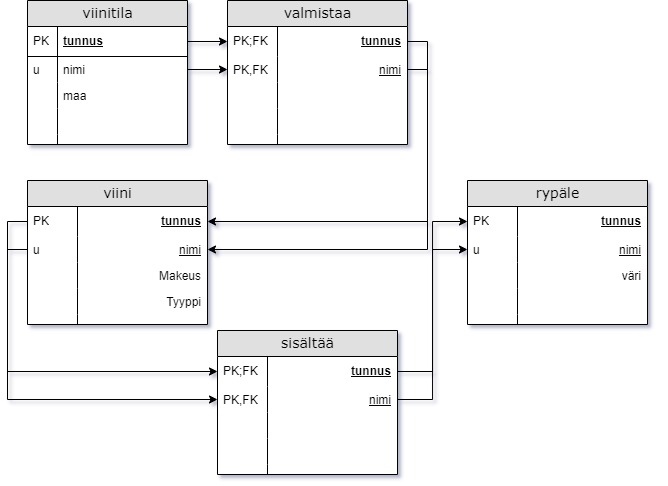 viinitila
PK tunnus
u nimi
maa
valmistaa
PK;FK tunnus
PK,FK nimi
viini
PK tunnus
u nimi
Makeus
Tyyppi
rypäle
PK tunnus
u nimi
väri
sisältää
PK;FK tunnus
PK,FK nimi